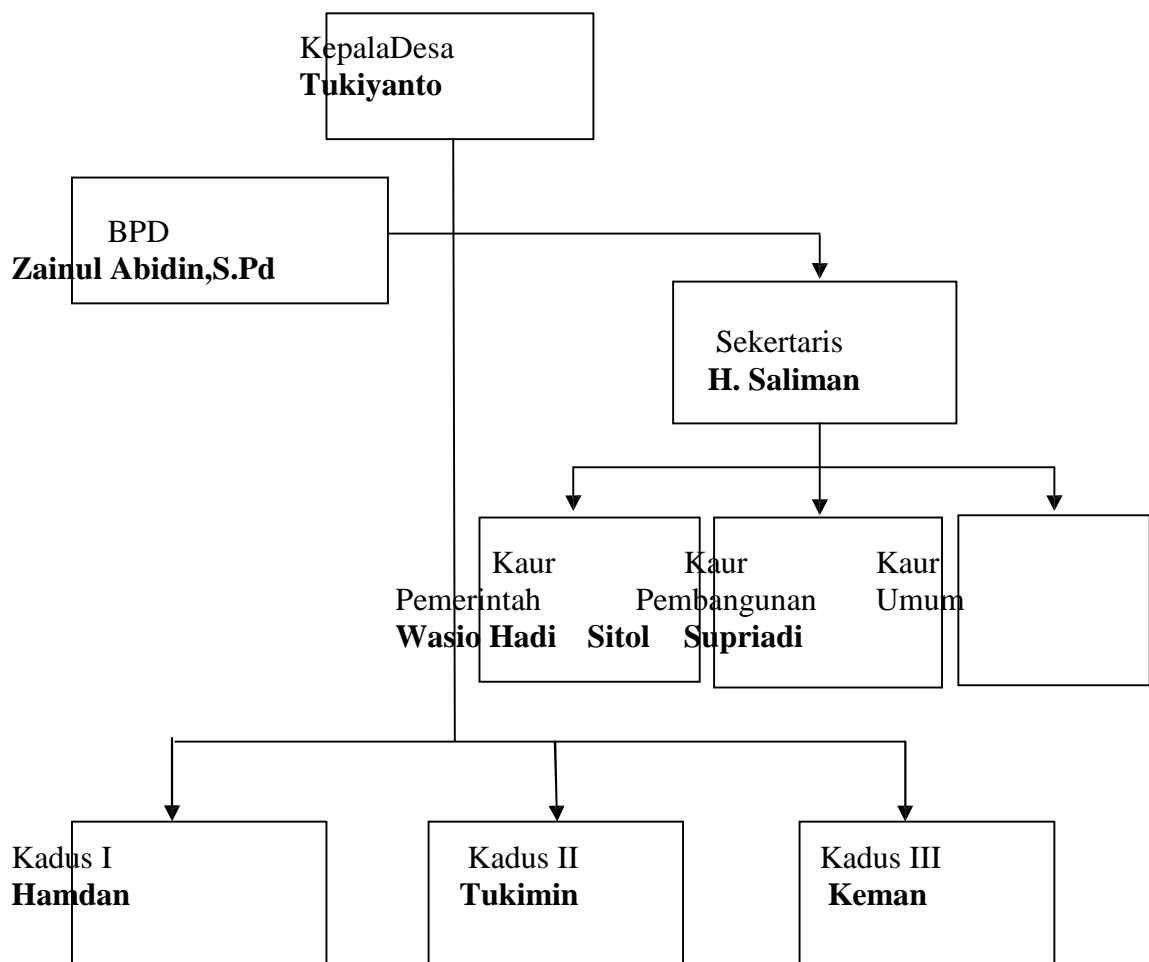 KepalaDesa
Tukiyanto
BPD
Zainul Abidin,S.Pd
Sekertaris
H. Saliman
Kaur Kaur Kaur
Pemerintah Pembangunan Umum
Wasio Hadi Sitol Supriadi
Kadus I Kadus II Kadus III
Hamdan Tukimin Keman